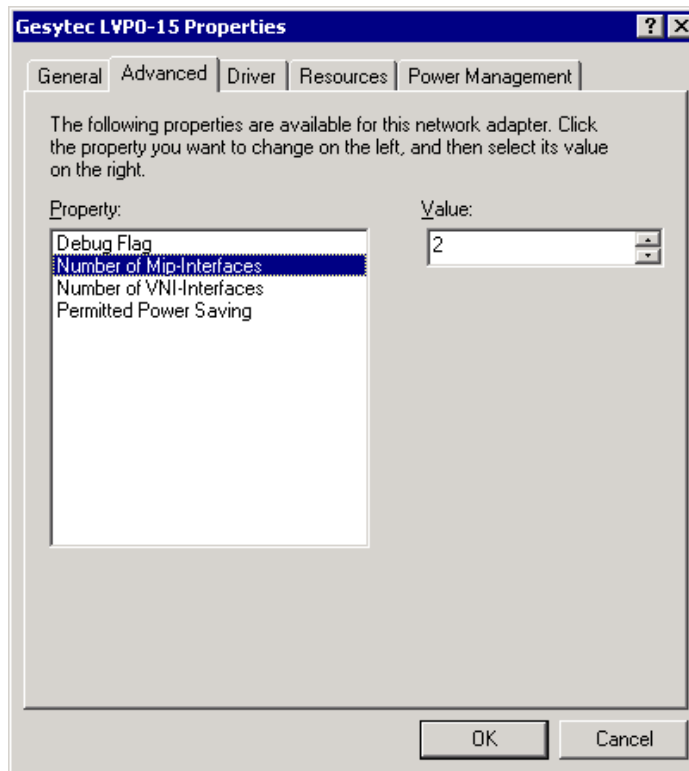 Gesytec LVP0-15 Properties
General Advanced Driver Resources Power Management
The following properties are available for this network adapter. Click
the property you want to change on the left, and then select its value
on the right.
Property: Value:
Debug Flag 2
Number of Mip-Interfaces
Number of VNI-Interfaces
Permitted Power Saving
OK Cancel